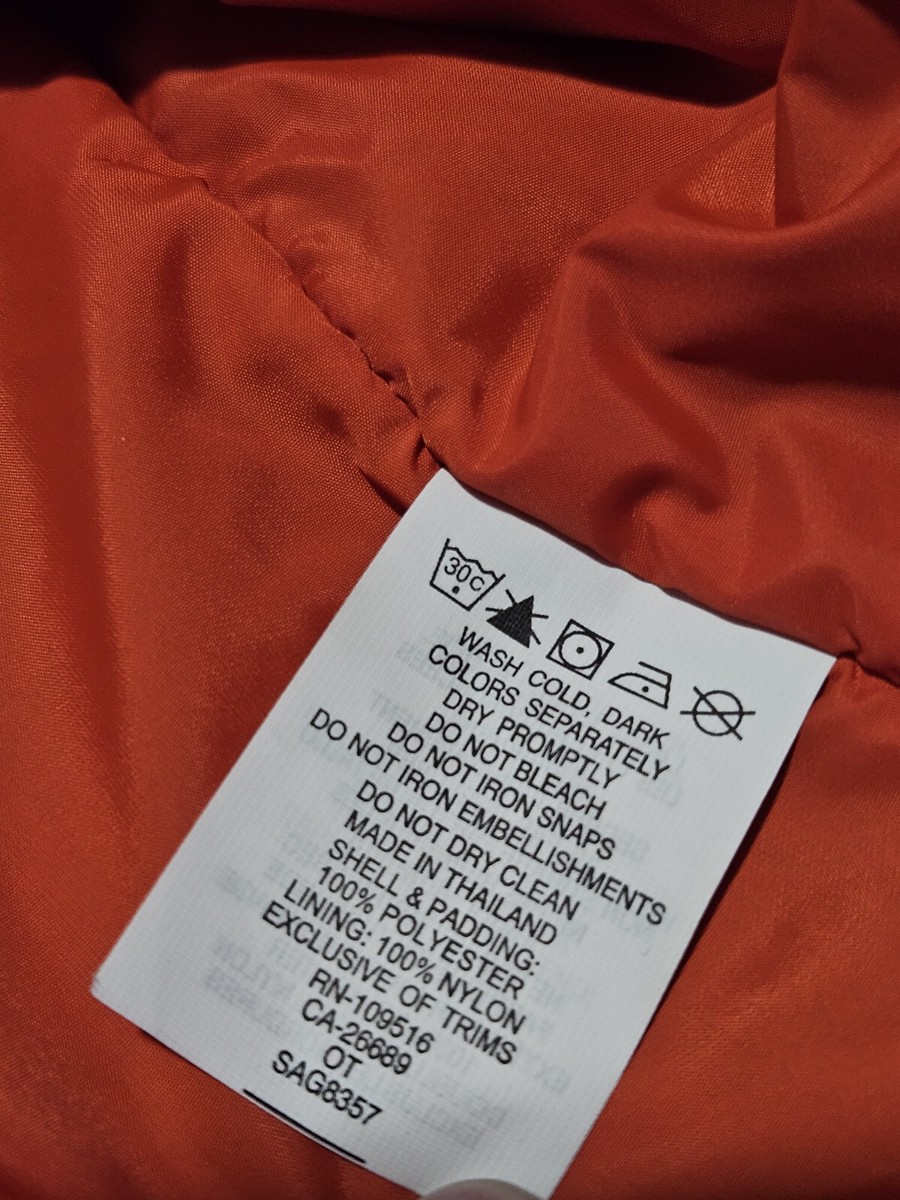 30C
WASH COLD, DARK
COLORS SEPARATELY
DRY PROMPTLY
DO NOT BLEACH
DO NOT IRON SNAPS
DO NOT IRON EMBELLISHMENTS
DO NOT DRY CLEAN
MADE IN THAILAND
SHELL & PADDING:
100% POLYESTER
LINING: 100% NYLON
EXCLUSIVE OF TRIMS
RN-109516
CA-26689
OT
SAG8357